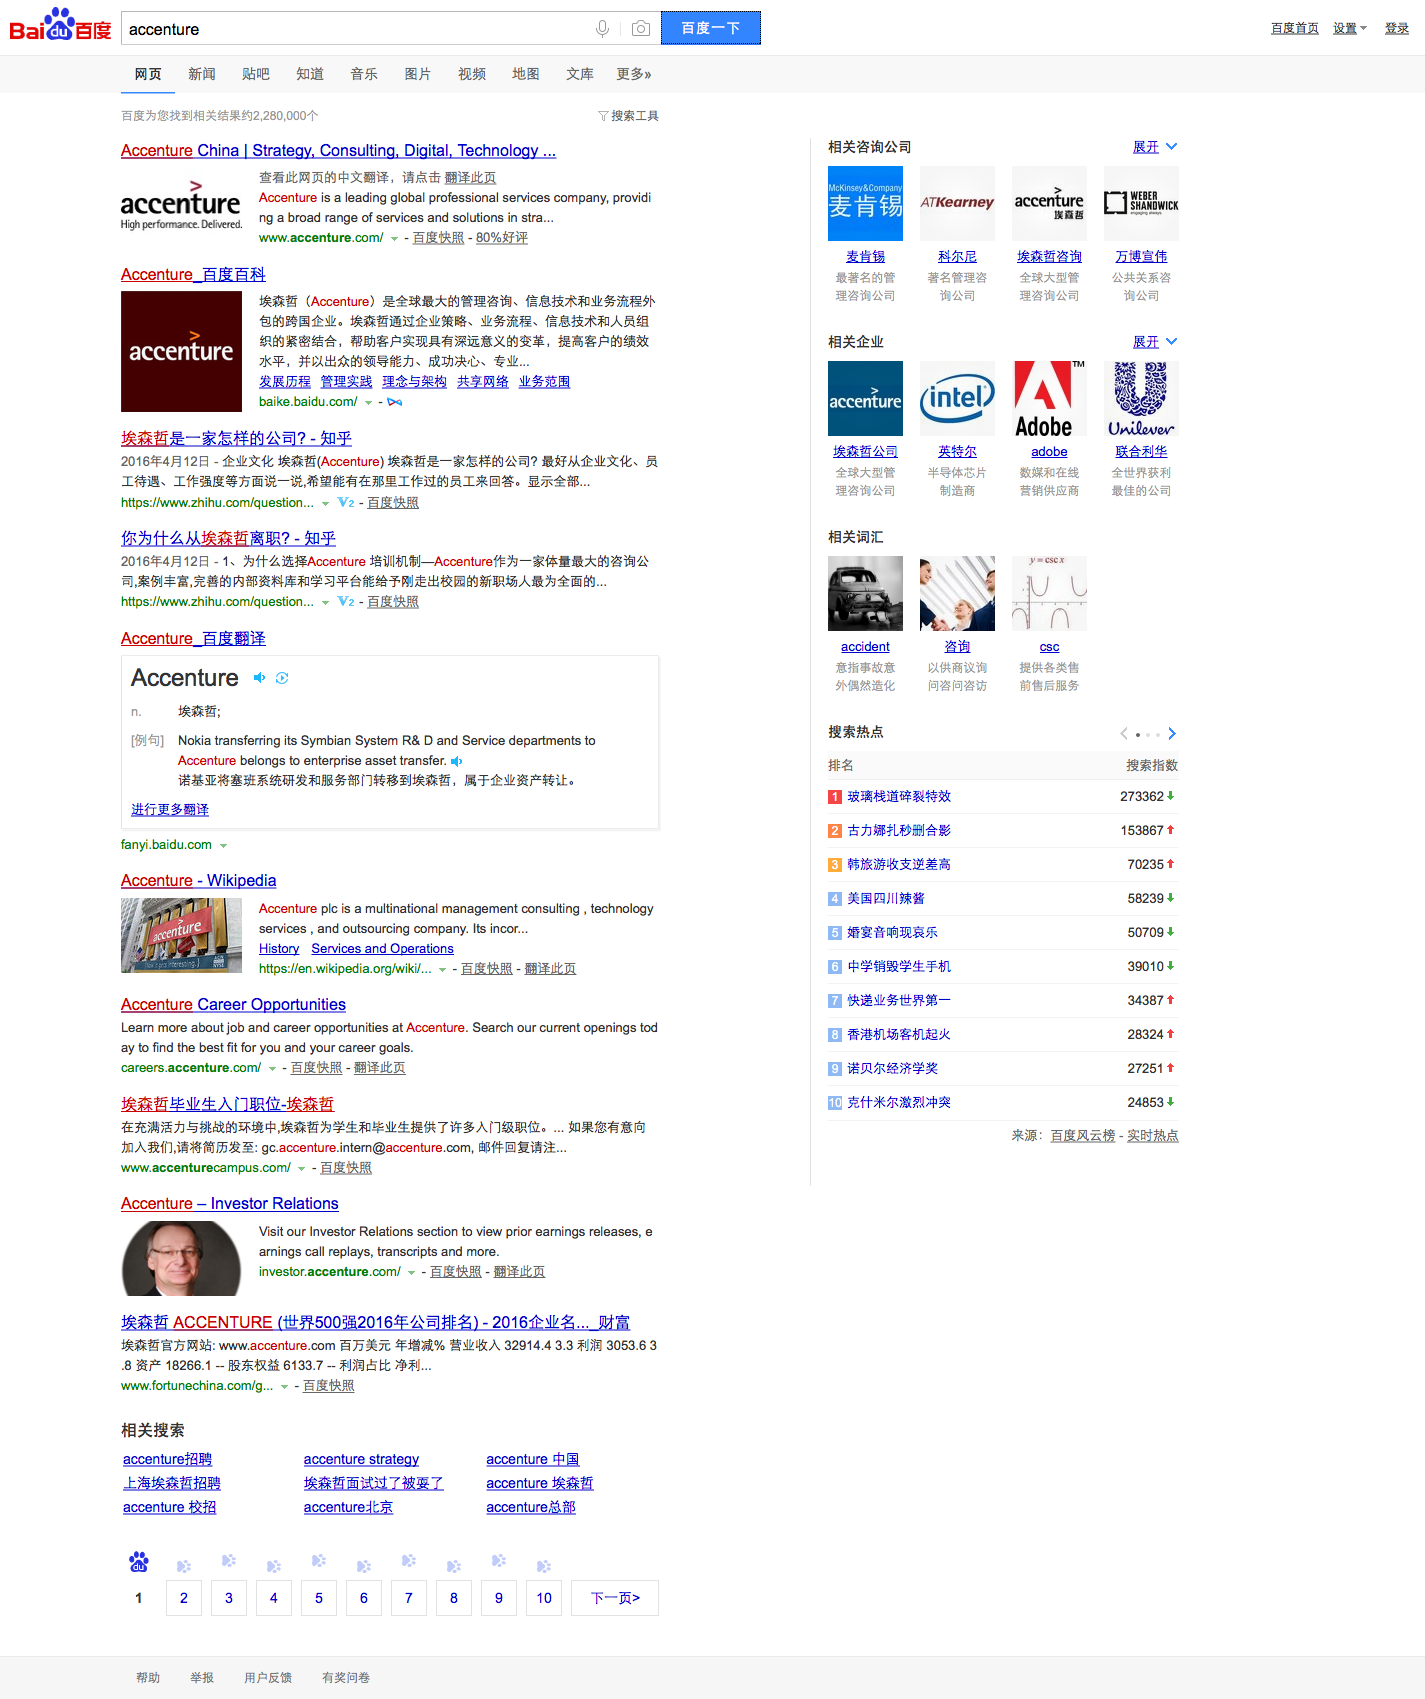 Baidu百度
accenture
百度一下
百度首页 设置 登录
网页 新闻 贴吧 知道 音乐 图片 视频 地图 文库 更多»
百度为您找到相关结果约2,280,000个
搜索工具
Accenture China | Strategy, Consulting, Digital, Technology ...
accenture
High performance. Delivered.
查看此网页的中文翻译，请点击 翻译此页
Accenture is a leading global professional services company, providi
ng a broad range of services and solutions in stra...
www.accenture.com/ - 百度快照 - 80%好评
Accenture_百度百科
accenture
埃森哲（Accenture）是全球最大的管理咨询、信息技术和业务流程外
包的跨国企业。埃森哲通过企业策略、业务流程、信息技术和人员组
织的紧密结合，帮助客户实现具有深远意义的变革，提高客户的绩效
水平，并以出众的领导能力、成功决心、专业...
发展历程 管理实践 理念与架构 共享网络 业务范围
baike.baidu.com/ -
埃森哲是一家怎样的公司? - 知乎
2016年4月12日 - 企业文化 埃森哲(Accenture) 埃森哲是一家怎样的公司? 最好从企业文化、员
工待遇、工作强度等方面说一说,希望能有在那里工作过的员工来回答。显示全部...
https://www.zhihu.com/question... V2 - 百度快照
你为什么从埃森哲离职? - 知乎
2016年4月12日 - 1、为什么选择Accenture 培训机制—Accenture作为一家体量最大的咨询公
司,案例丰富,完善的内部资料库和学习平台能给予刚走出校园的新职场人最为全面的...
https://www.zhihu.com/question... V2 - 百度快照
Accenture_百度翻译
Accenture
n. 埃森哲;
[例句] Nokia transferring its Symbian System R& D and Service departments to
Accenture belongs to enterprise asset transfer.
诺基亚将塞班系统研发和服务部门转移到埃森哲，属于企业资产转让。
进行更多翻译
fanyi.baidu.com
Accenture - Wikipedia
accenture
Accenture plc is a multinational management consulting , technology
services , and outsourcing company. Its incor...
History Services and Operations
https://en.wikipedia.org/wiki/... - 百度快照 - 翻译此页
Accenture Career Opportunities
Learn more about job and career opportunities at Accenture. Search our current openings tod
ay to find the best fit for you and your career goals.
careers.accenture.com/ - 百度快照 - 翻译此页
埃森哲毕业生入门职位-埃森哲
在充满活力与挑战的环境中,埃森哲为学生和毕业生提供了许多入门级职位。... 如果您有意向
加入我们,请将简历发至: gc.accenture.intern@accenture.com, 邮件回复请注...
www.accenturecampus.com/ - 百度快照
Accenture – Investor Relations
Visit our Investor Relations section to view prior earnings releases, e
arnings call replays, transcripts and more.
investor.accenture.com/ - 百度快照 - 翻译此页
埃森哲 ACCENTURE (世界500强2016年公司排名) - 2016企业名..._财富
埃森哲官方网站: www.accenture.com 百万美元 年增减% 营业收入 32914.4 3.3 利润 3053.6 3
.8 资产 18266.1 -- 股东权益 6133.7 -- 利润占比 净利...
www.fortunechina.com/g... - 百度快照
相关搜索
accenture招聘 accenture strategy accenture 中国
上海埃森哲招聘 埃森哲面试过了被耍了 accenture 埃森哲
accenture 校招 accenture北京 accenture总部
du
1 2 3 4 5 6 7 8 9 10 下一页>
相关咨询公司 展开
McKinsey&Company
麦肯锡
ATKearney
accenture
埃森哲
WEBER
SHANDWICK
engaging always
麦肯锡 科尔尼 埃森哲咨询 万博宣伟
最著名的管 著名管理咨 全球大型管 公共关系咨
理咨询公司 询公司 理咨询公司 询公司
相关企业 展开
accenture
intel
Adobe
TM
Unilever
埃森哲公司 英特尔 adobe 联合利华
全球大型管 半导体芯片 数媒和在线 全世界获利
理咨询公司 制造商 营销供应商 最佳的公司
相关词汇
y = csc x
accident 咨询 csc
意指事故意 以供商议询 提供各类售
外偶然造化 问咨问咨访 前售后服务
搜索热点
排名 搜索指数
1 玻璃栈道碎裂特效 273362
2 古力娜扎秒删合影 153867
3 韩旅游收支逆差高 70235
4 美国四川辣酱 58239
5 婚宴音响现哀乐 50709
6 中学销毁学生手机 39010
7 快递业务世界第一 34387
8 香港机场客机起火 28324
9 诺贝尔经济学奖 27251
10 克什米尔激烈冲突 24853
来源：百度风云榜 - 实时热点
帮助 举报 用户反馈 有奖问卷